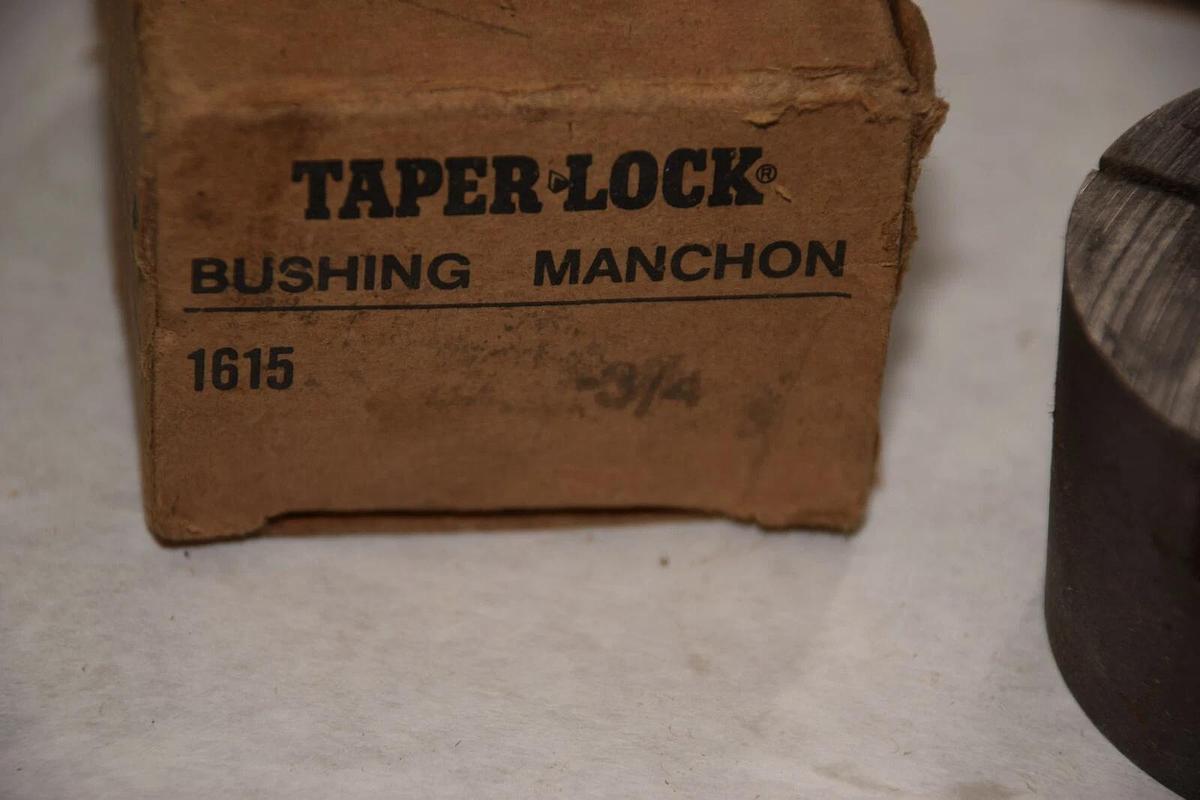 TAPER-LOCK®
BUSHING MANCHON
1615 -3/4